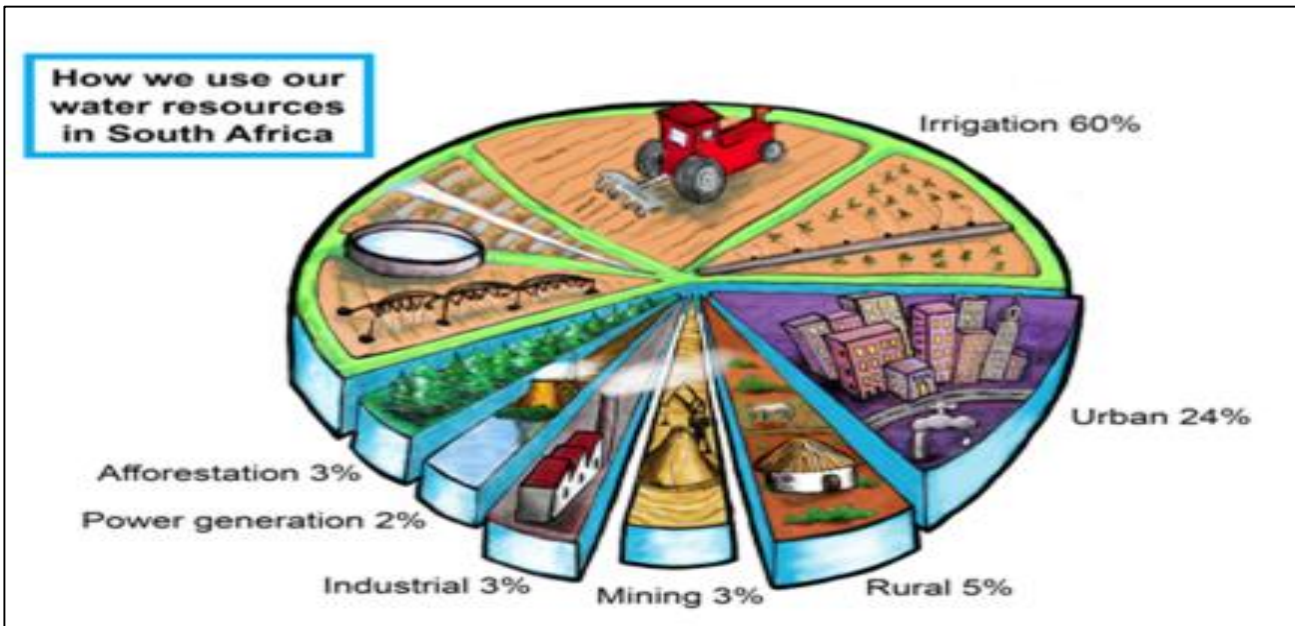 How we use our
water resources
in South Africa
Irrigation 60%
Urban 24%
Afforestation 3%
Power generation 2%
Industrial 3%
Mining 3%
Rural 5%